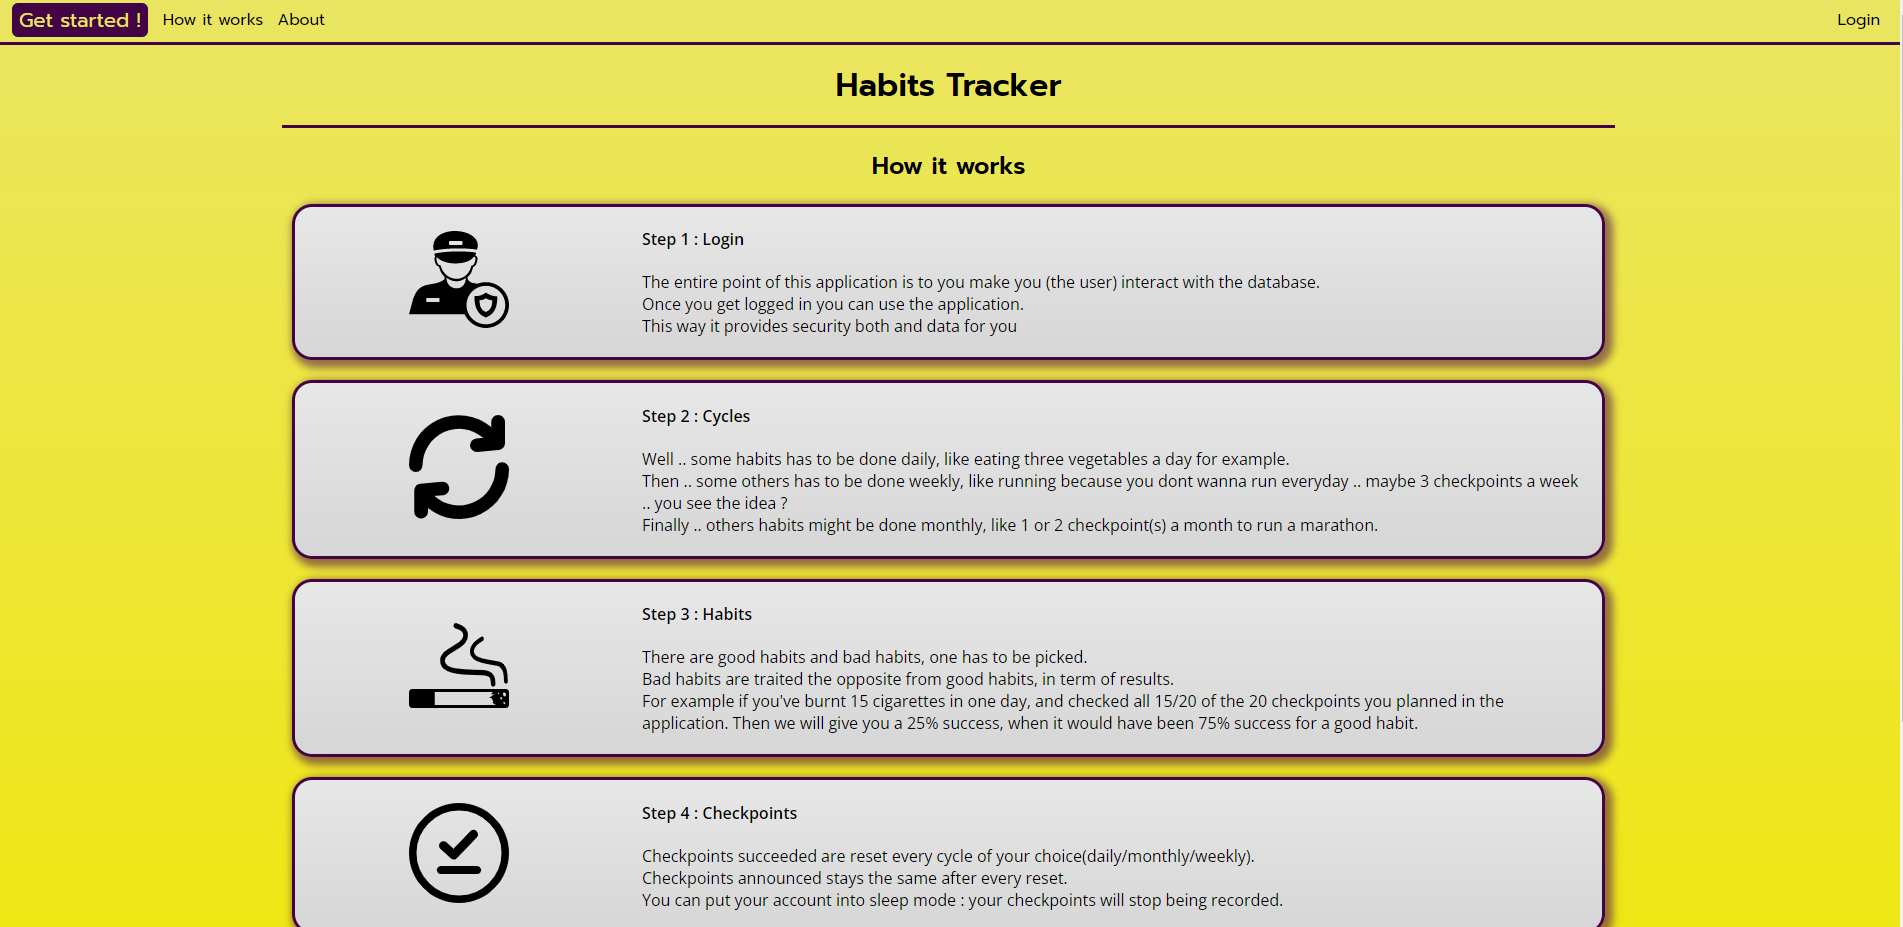 Get started ! How it works About Login
Habits Tracker
How it works
Step 1 : Login
The entire point of this application is to you make you (the user) interact with the database.
Once you get logged in you can use the application.
This way it provides security both and data for you
Step 2 : Cycles
Well .. some habits has to be done daily, like eating three vegetables a day for example.
Then .. some others has to be done weekly, like running because you dont wanna run everyday .. maybe 3 checkpoints a week
.. you see the idea ?
Finally .. others habits might be done monthly, like 1 or 2 checkpoint(s) a month to run a marathon.
Step 3 : Habits
There are good habits and bad habits, one has to be picked.
Bad habits are traited the opposite from good habits, in term of results.
For example if you've burnt 15 cigarettes in one day, and checked all 15/20 of the 20 checkpoints you planned in the
application. Then we will give you a 25% success, when it would have been 75% success for a good habit.
Step 4 : Checkpoints
Checkpoints succeeded are reset every cycle of your choice(daily/monthly/weekly).
Checkpoints announced stays the same after every reset.
You can put your account into sleep mode : your checkpoints will stop being recorded.